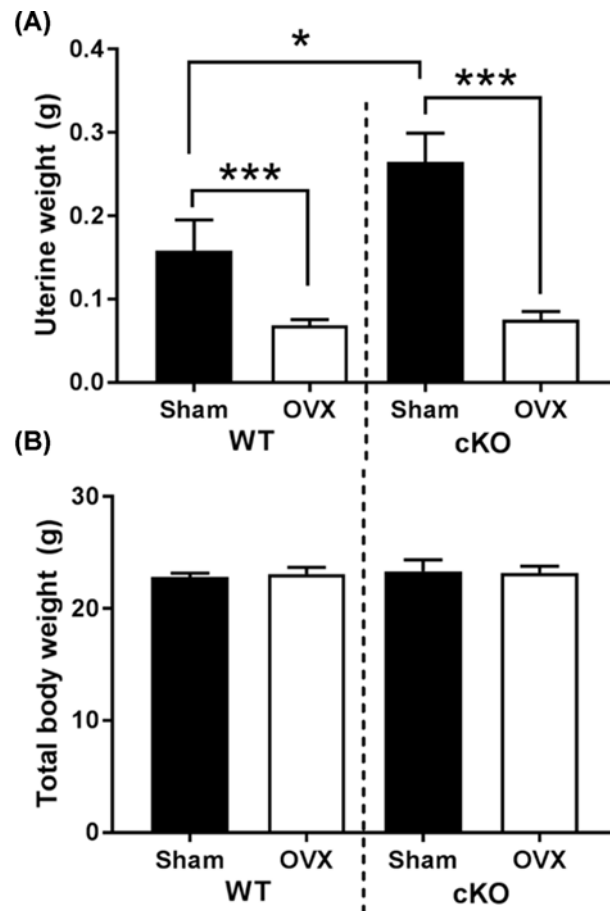 (A)
Uterine weight (g)
0.4
0.3
0.2
0.1
0.0
*
***
***
Sham OVX Sham OVX
WT cKO
(B)
Total body weight (g)
30
20
10
0
Sham OVX Sham OVX
WT cKO